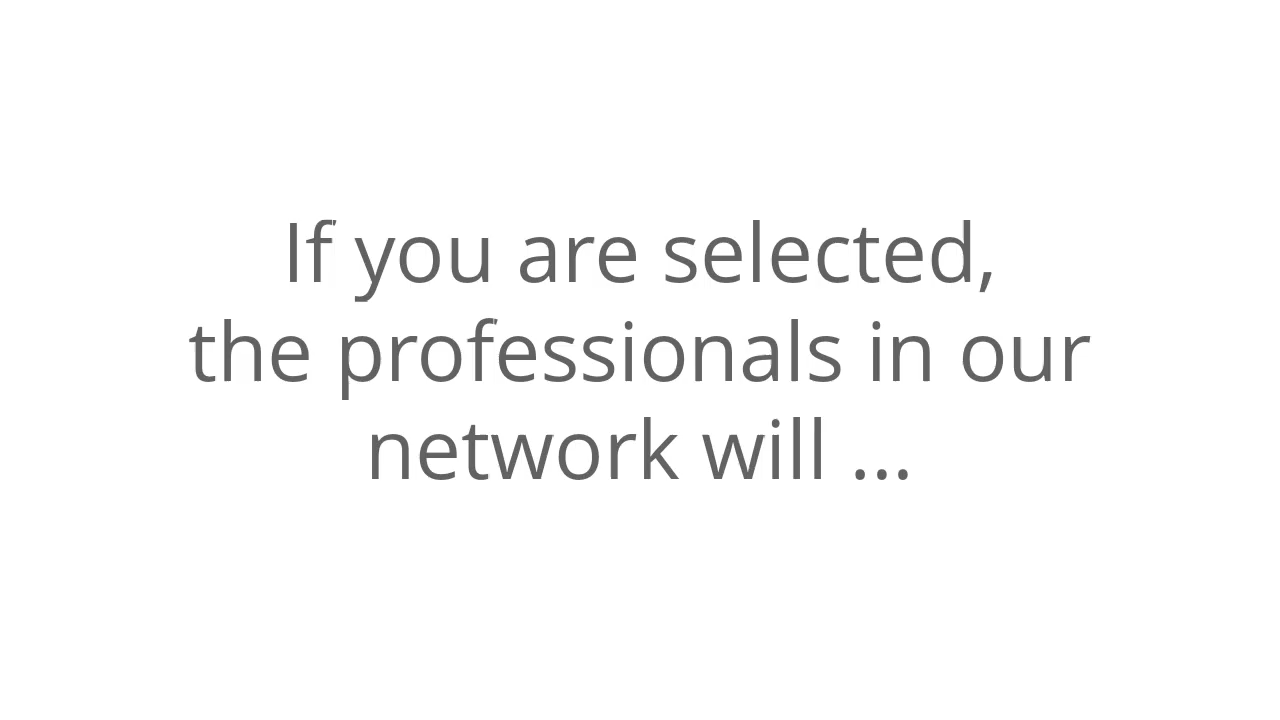 If you are selected,
the professionals in our
network will ...